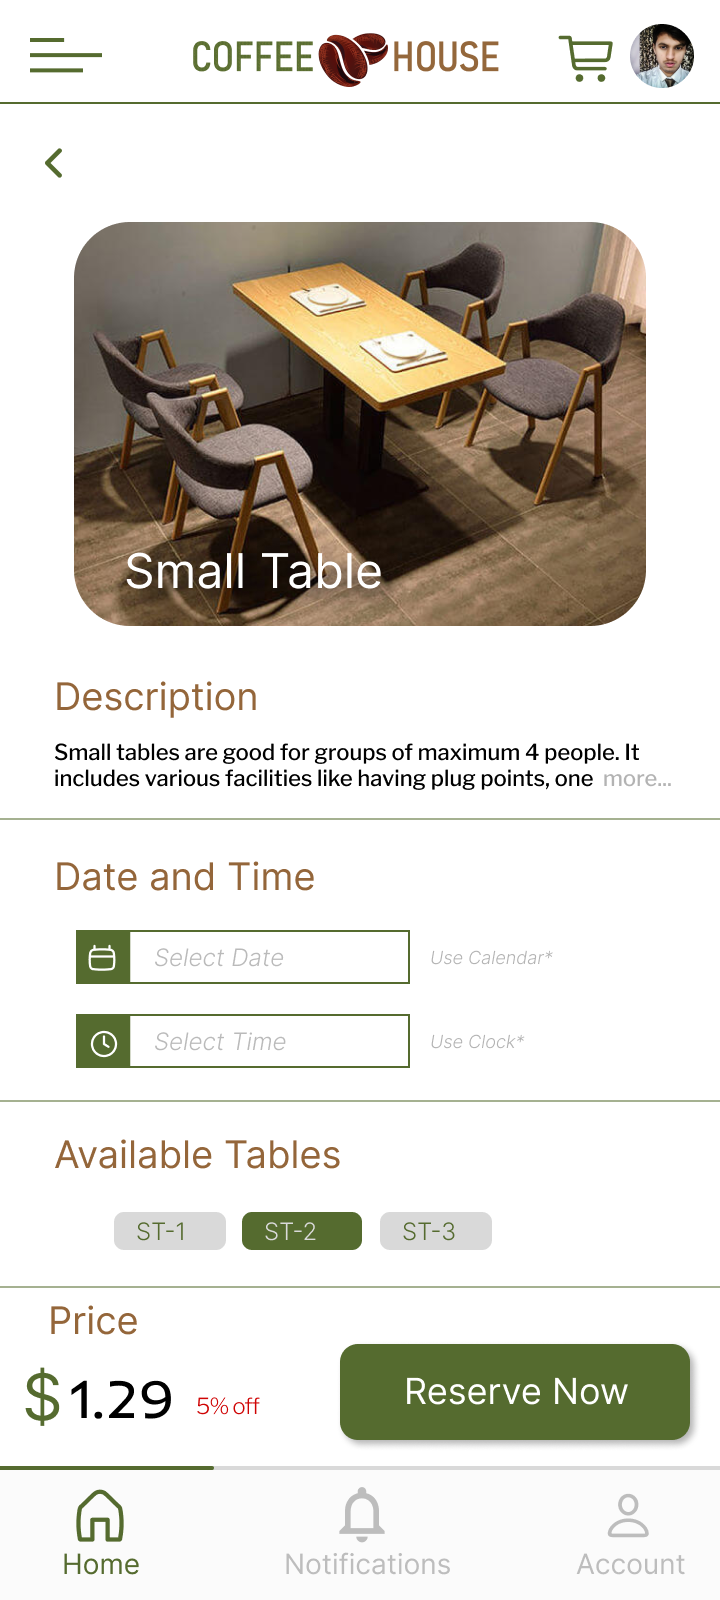 COFFEE HOUSE
Small Table
Description
Small tables are good for groups of maximum 4 people. It
includes various facilities like having plug points, one more...
Date and Time
Select Date Use Calendar*
Select Time Use Clock*
Available Tables
ST-1 ST-2 ST-3
Price
$1.29 5% off
Reserve Now
Home Notifications Account